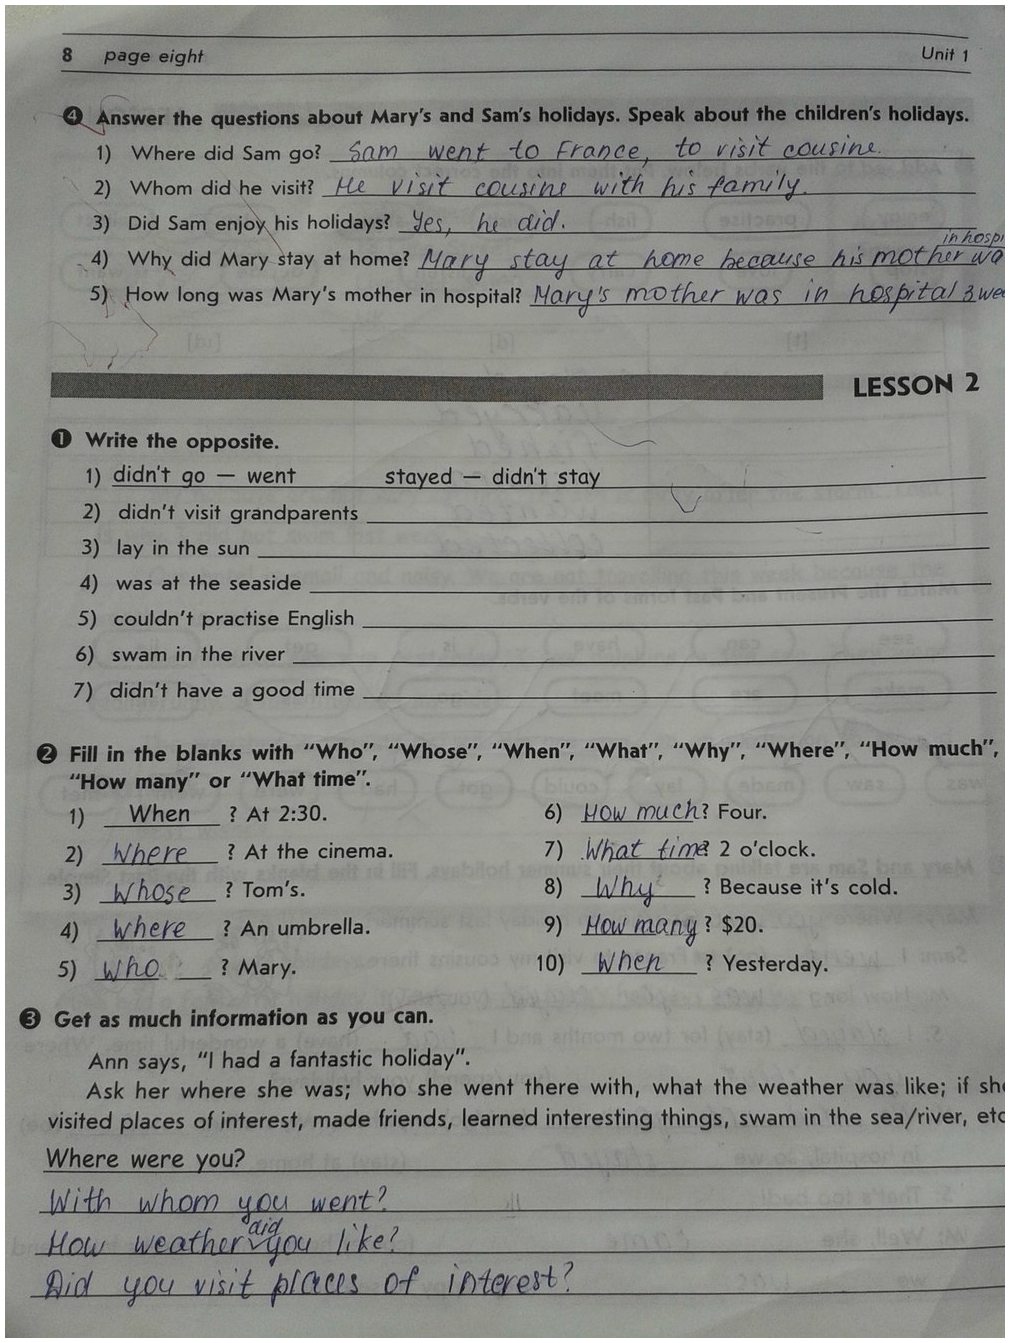 8 page eight Unit 1
4 Answer the questions about Mary's and Sam's holidays. Speak about the children's holidays.
1) Where did Sam go? Sam went to France, to visit cousine.
2) Whom did he visit? He visit cousine with his family.
3) Did Sam enjoy his holidays? Yes, he did.
in hospi
4) Why did Mary stay at home? Mary stay at home because his mother wa
5) How long was Mary's mother in hospital? Mary's mother was in hospital 3 wee
LESSON 2
1 Write the opposite.
1) didn't go – went stayed – didn't stay
2) didn't visit grandparents
3) lay in the sun
4) was at the seaside
5) couldn't practise English
6) swam in the river
7) didn't have a good time
2 Fill in the blanks with "Who", "Whose", "When", "What", "Why", "Where", "How much",
"How many" or "What time".
1) When ? At 2:30.
2) Where ? At the cinema.
3) Whose ? Tom's.
4) Where ? An umbrella.
5) Who ? Mary.
6) How much ? Four.
7) What time ? 2 o'clock.
8) Why ? Because it's cold.
9) How many ? $20.
10) When ? Yesterday.
3 Get as much information as you can.
Ann says, "I had a fantastic holiday".
Ask her where she was; who she went there with, what the weather was like; if she
visited places of interest, made friends, learned interesting things, swam in the sea/river, etc
Where were you?
With whom you went?
did
How weather you like?
Did you visit places of interest?